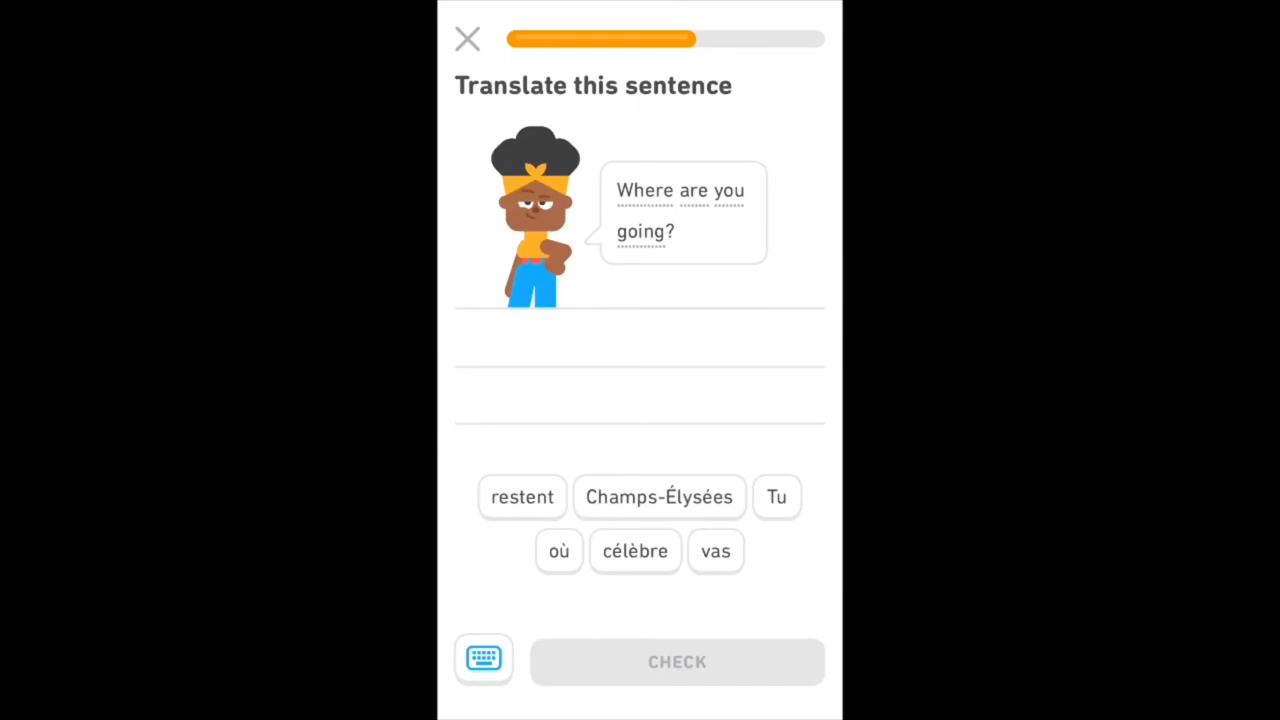 Translate this sentence
Where are you
going?
restent Champs-Élysées Tu
où célèbre vas
CHECK